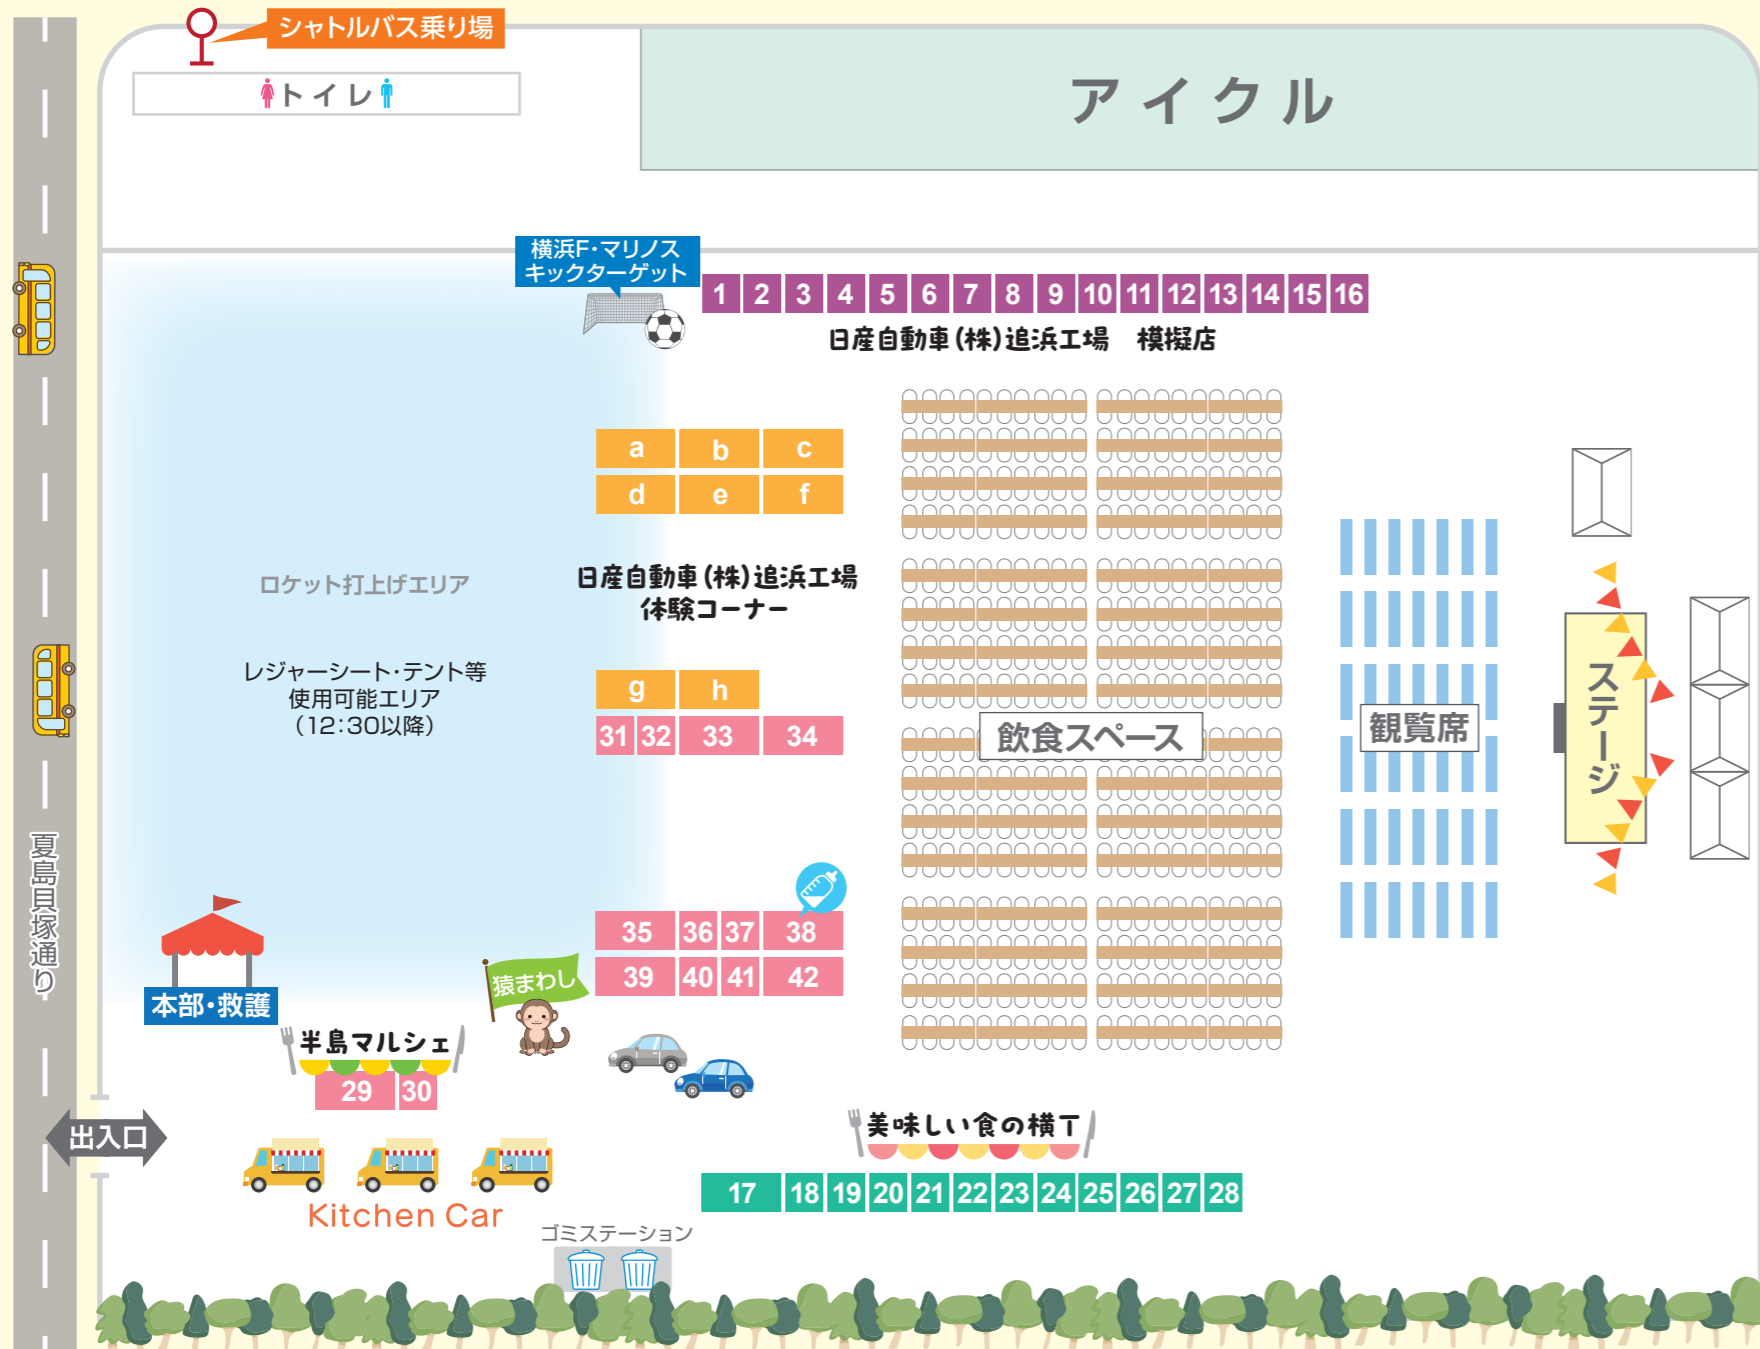 シャトルバス乗り場
トイレ
アイクル
横浜F・マリノス
キックターゲット
1 2 3 4 5 6 7 8 9 10 11 12 13 14 15 16
日産自動車(株)追浜工場　模擬店
a b c
d e f
ロケット打上げエリア
日産自動車(株)追浜工場
体験コーナー
レジャーシート・テント等
使用可能エリア
(12:30以降)
g h
31 32 33 34
飲食スペース
観覧席
ステージ
夏島貝塚通り
35 36 37 38
39 40 41 42
猿まわし
本部・救護
半島マルシェ
29 30
出入口
美味しい食の横丁
17 18 19 20 21 22 23 24 25 26 27 28
Kitchen Car
ゴミステーション